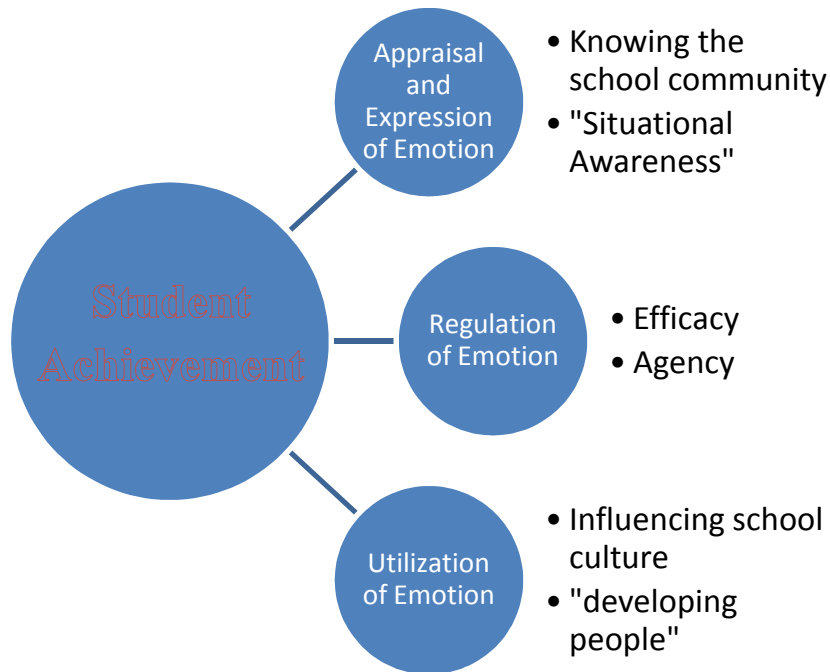 Appraisal
and
Expression
of Emotion
• Knowing the
school community
• "Situational
Awareness"
Student
Achievement
Regulation
of Emotion
• Efficacy
• Agency
Utilization
of Emotion
• Influencing school
culture
• "developing
people"